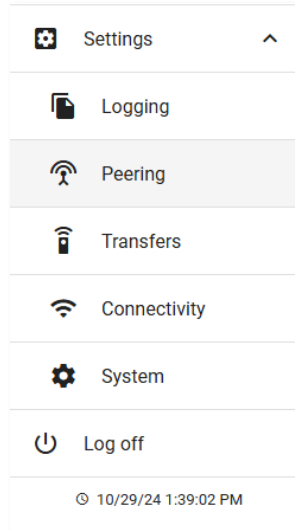 Settings
Logging
Peering
Transfers
Connectivity
System
Log off
10/29/24 1:39:02 PM